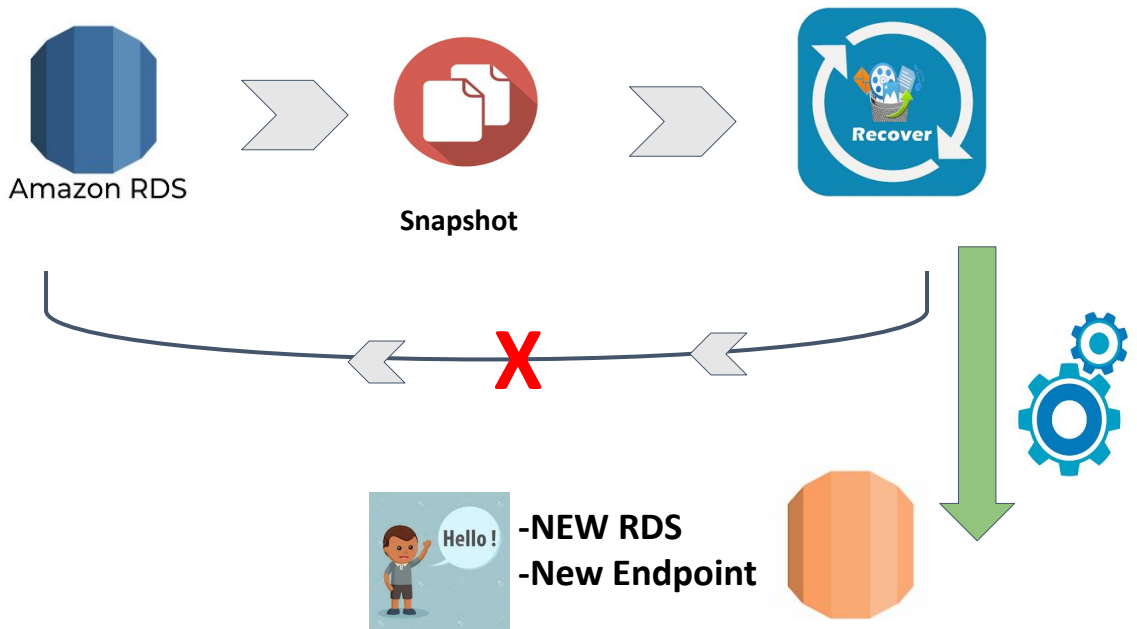 Amazon RDS
Snapshot
Recover
X
Hello !
-NEW RDS
-New Endpoint